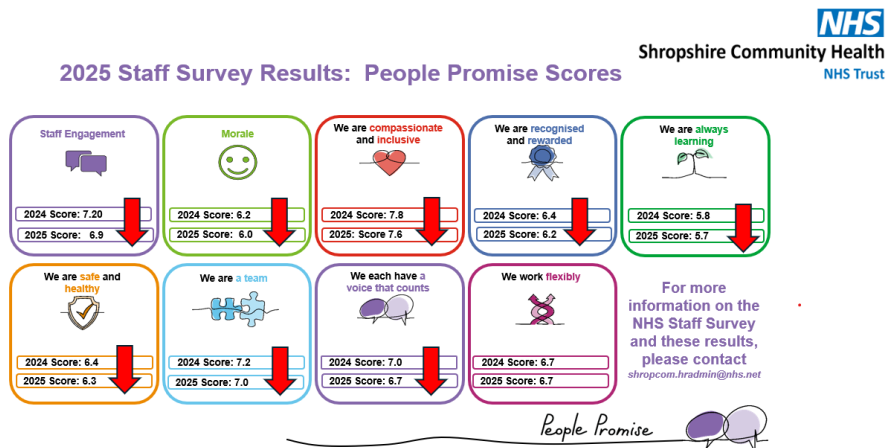 NHS
Shropshire Community Health
NHS Trust
2025 Staff Survey Results: People Promise Scores
Staff Engagement
2024 Score: 7.20
2025 Score: 6.9
Morale
2024 Score: 6.2
2025 Score: 6.0
We are compassionate
and inclusive
2024 Score: 7.8
2025: Score 7.6
We are recognised
and rewarded
2024 Score: 6.4
2025 Score: 6.2
We are always
learning
2024 Score: 5.8
2025 Score: 5.7
We are safe and
healthy
2024 Score: 6.4
2025 Score: 6.3
We are a team
2024 Score: 7.2
2025 Score: 7.0
We each have a
voice that counts
2024 Score: 7.0
2025 Score: 6.7
We work flexibly
2024 Score: 6.7
2025 Score: 6.7
For more
information on the
NHS Staff Survey
and these results,
please contact
shropcom.hradmin@nhs.net
People Promise